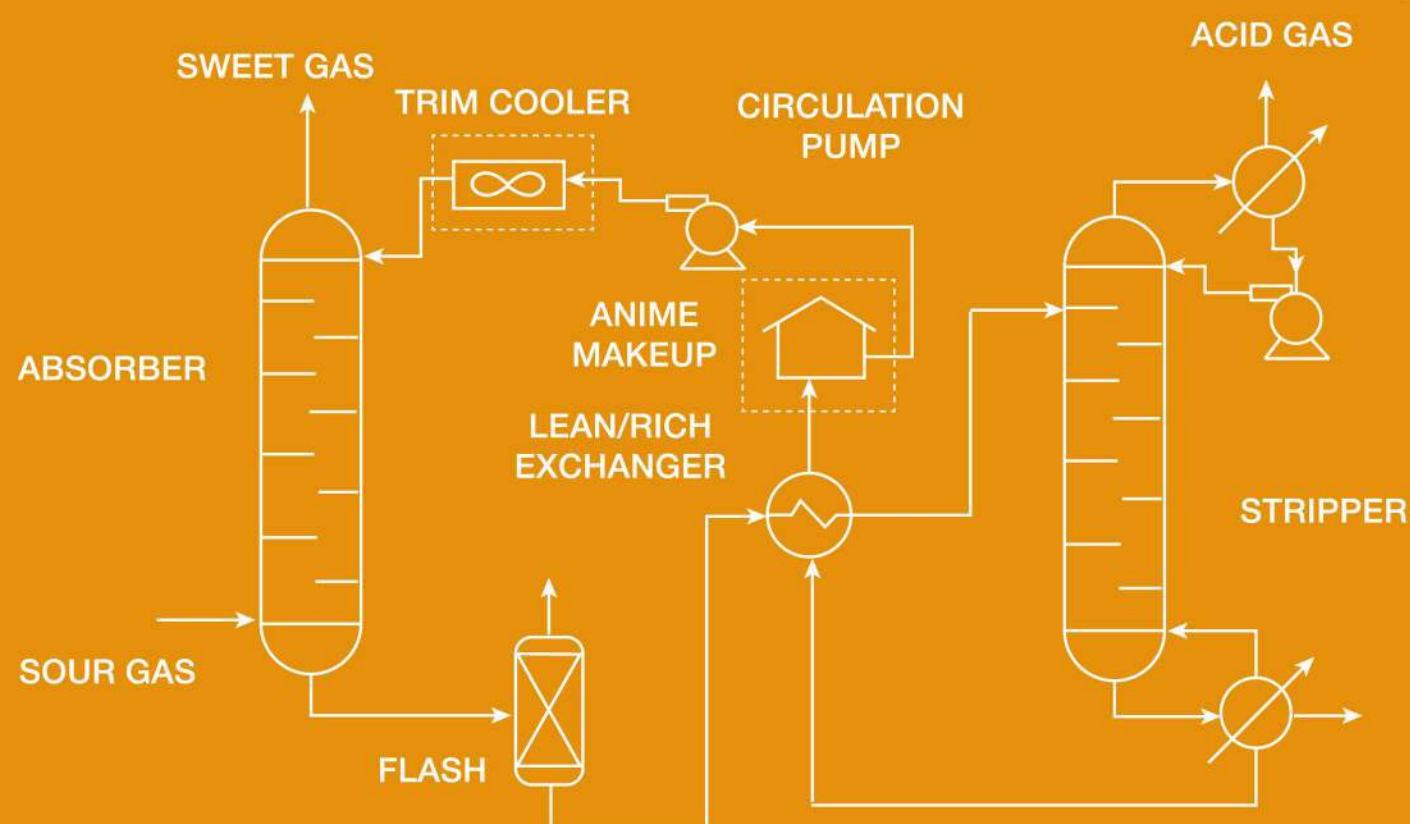 ACID GAS
SWEET GAS
TRIM COOLER
CIRCULATION
PUMP
ANIME
MAKEUP
ABSORBER
LEAN/RICH
EXCHANGER
STRIPPER
SOUR GAS
FLASH